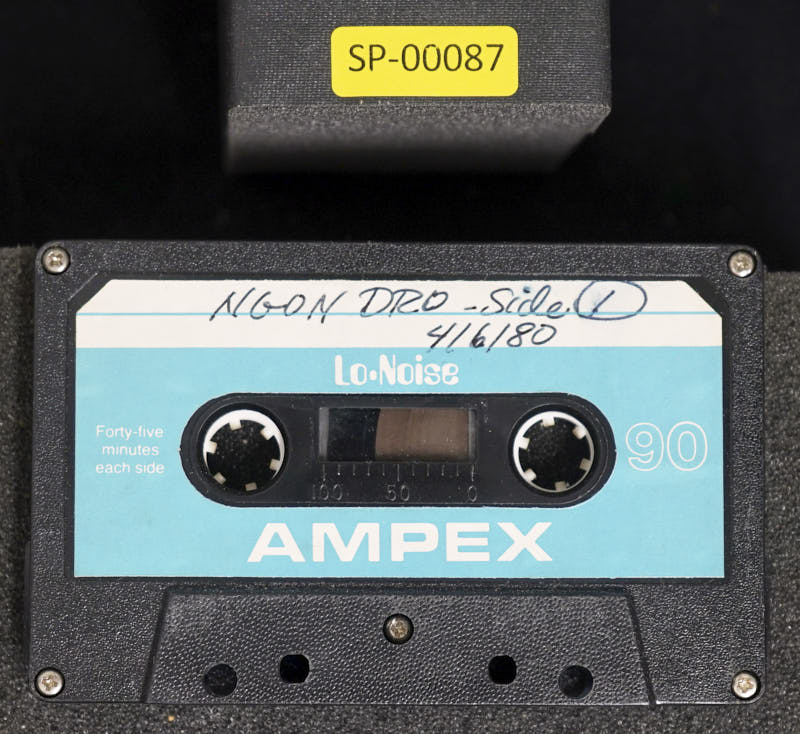 SP-00087
NGON DRO - Side 1
4/6/80
Lo-Noise
Forty-five
minutes
each side
90
100 50 0
AMPEX